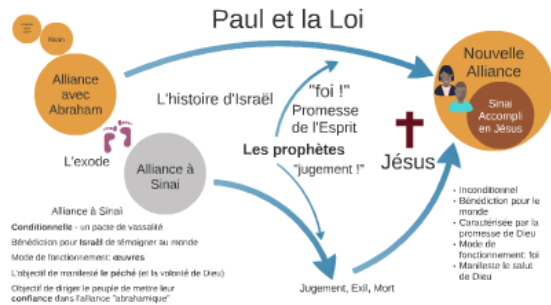 Paul et la Loi
Noah
Alliance
avec
Abraham
L'histoire d'Israël
"foi !"
Promesse
de l'Esprit
Les prophètes
"jugement !"
Nouvelle
Alliance
Sinai
Accompli
en Jésus
Jésus
L'exode
Alliance à
Sinai
Alliance à Sinaï
Conditionnelle - un pacte de vassalité
Bénédiction pour Israël de témoigner au monde
Mode de fonctionnement: œuvres
L'objectif de manifesté le péché (et la volonté de Dieu)
Objectif de diriger le peuple de mettre leur
confiance dans l'alliance "abrahamique"
Jugement, Exil, Mort
• Inconditionnel
• Bénédiction pour le
monde
• Caractérisée par la
promesse de Dieu
• Mode de
fonctionnement: foi
• Manifeste le salut
de Dieu